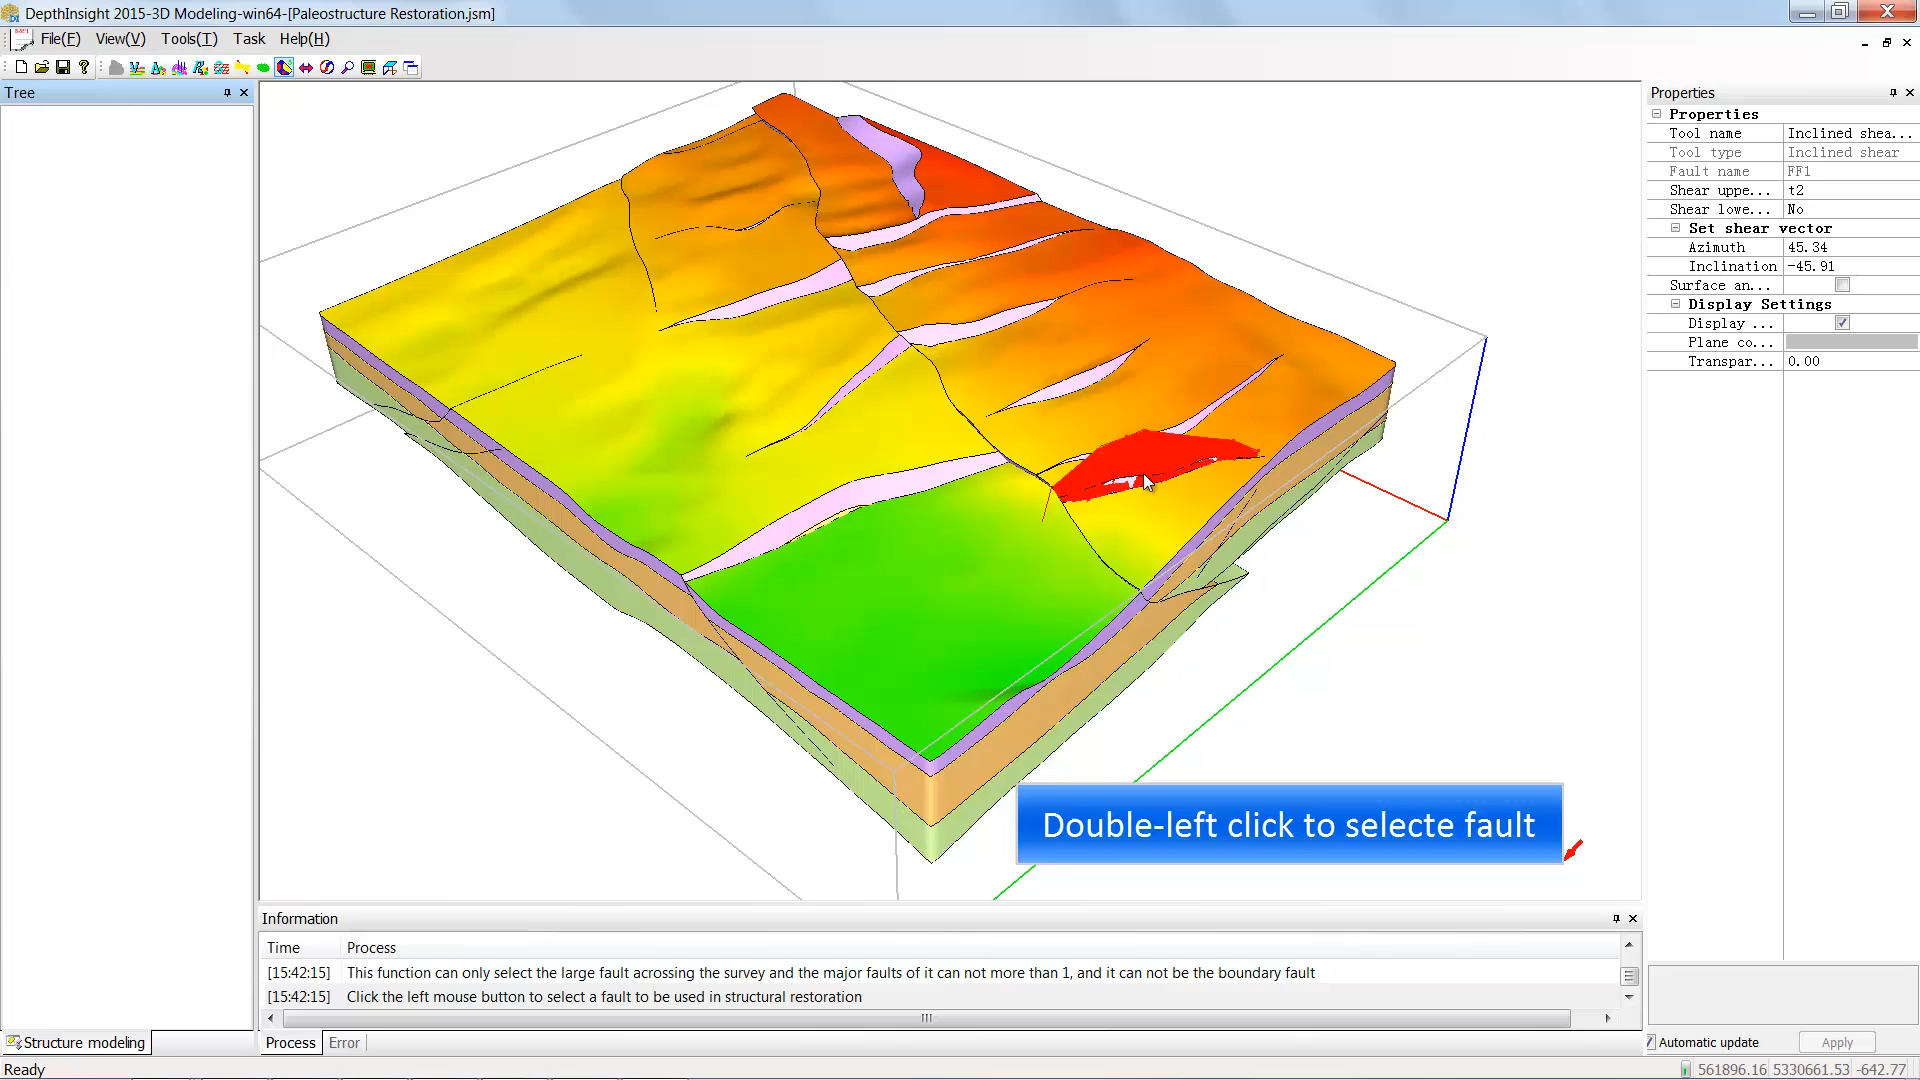 DepthInsight 2015-3D Modeling-win64-[Paleostructure Restoration.jsm]
File(F) View(V) Tools(T) Task Help(H)
Tree
Properties
Properties
Tool name Inclined shea...
Tool type Inclined shear
Fault name FF1
Shear uppe... t2
Shear lowe... No
Set shear vector
Azimuth 45.34
Inclination -45.91
Surface an...
Display Settings
Display ...
Plane co...
Transpar... 0.00
Double-left click to selecte fault
Information
Time Process
[15:42:15] This function can only select the large fault acrossing the survey and the major faults of it can not more than 1, and it can not be the boundary fault
[15:42:15] Click the left mouse button to select a fault to be used in structural restoration
Structure modeling
Process Error
Automatic update Apply
Ready
561896.16 5330661.53 -642.77